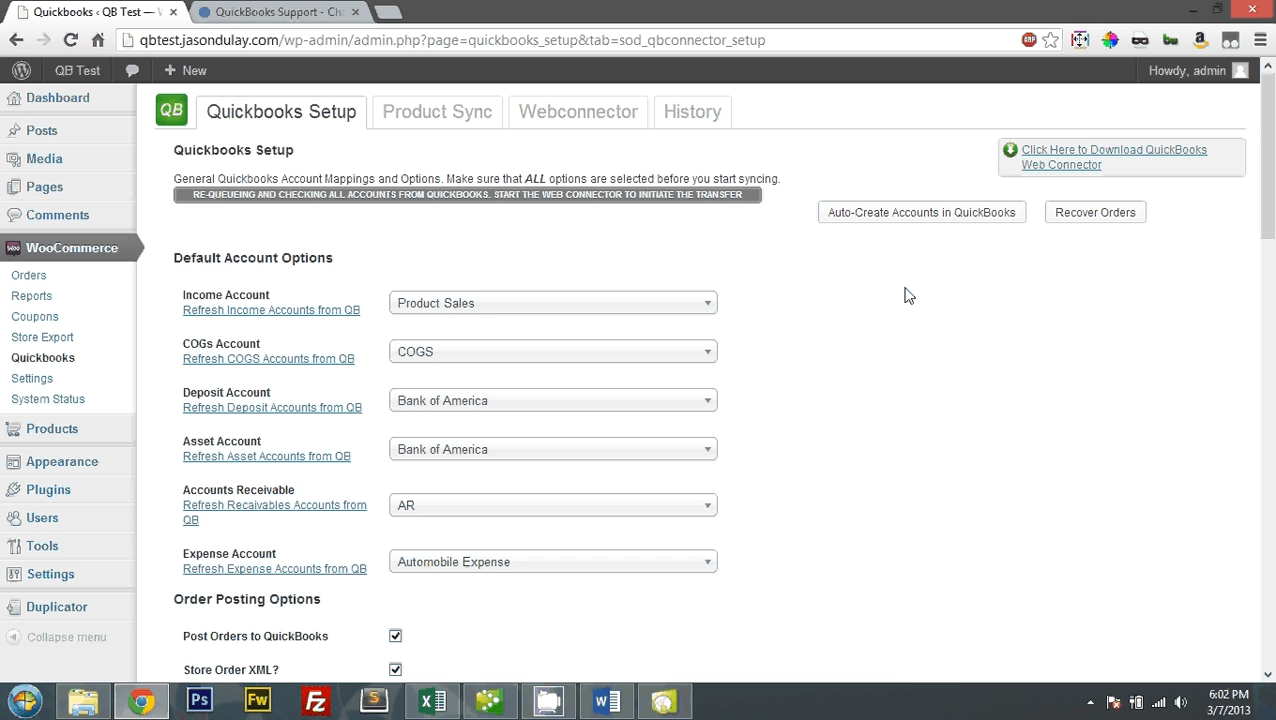 Quickbooks ‹ QB Test — W
QuickBooks Support - Ch
qbtest.jasondulay.com/wp-admin/admin.php?page=quickbooks_setup&tab=sod_qbconnector_setup
ABP
QB Test
New
Howdy, admin
Dashboard
Posts
Media
Pages
Comments
WooCommerce
Orders
Reports
Coupons
Store Export
Quickbooks
Settings
System Status
Products
Appearance
Plugins
Users
Tools
Settings
Duplicator
Collapse menu
QB
Quickbooks Setup
Product Sync
Webconnector
History
Quickbooks Setup
Click Here to Download QuickBooks
Web Connector
General Quickbooks Account Mappings and Options. Make sure that ALL options are selected before you start syncing.
RE-QUEUEING AND CHECKING ALL ACCOUNTS FROM QUICKBOOKS. START THE WEB CONNECTOR TO INITIATE THE TRANSFER
Auto-Create Accounts in QuickBooks
Recover Orders
Default Account Options
Income Account
Refresh Income Accounts from QB
Product Sales
COGs Account
Refresh COGS Accounts from QB
COGS
Deposit Account
Refresh Deposit Accounts from QB
Bank of America
Asset Account
Refresh Asset Accounts from QB
Bank of America
Accounts Receivable
Refresh Recaivables Accounts from
QB
AR
Expense Account
Refresh Expense Accounts from QB
Automobile Expense
Order Posting Options
Post Orders to QuickBooks
Store Order XML?
Ps
Fw
Fz
S
X
W
6:02 PM
3/7/2013